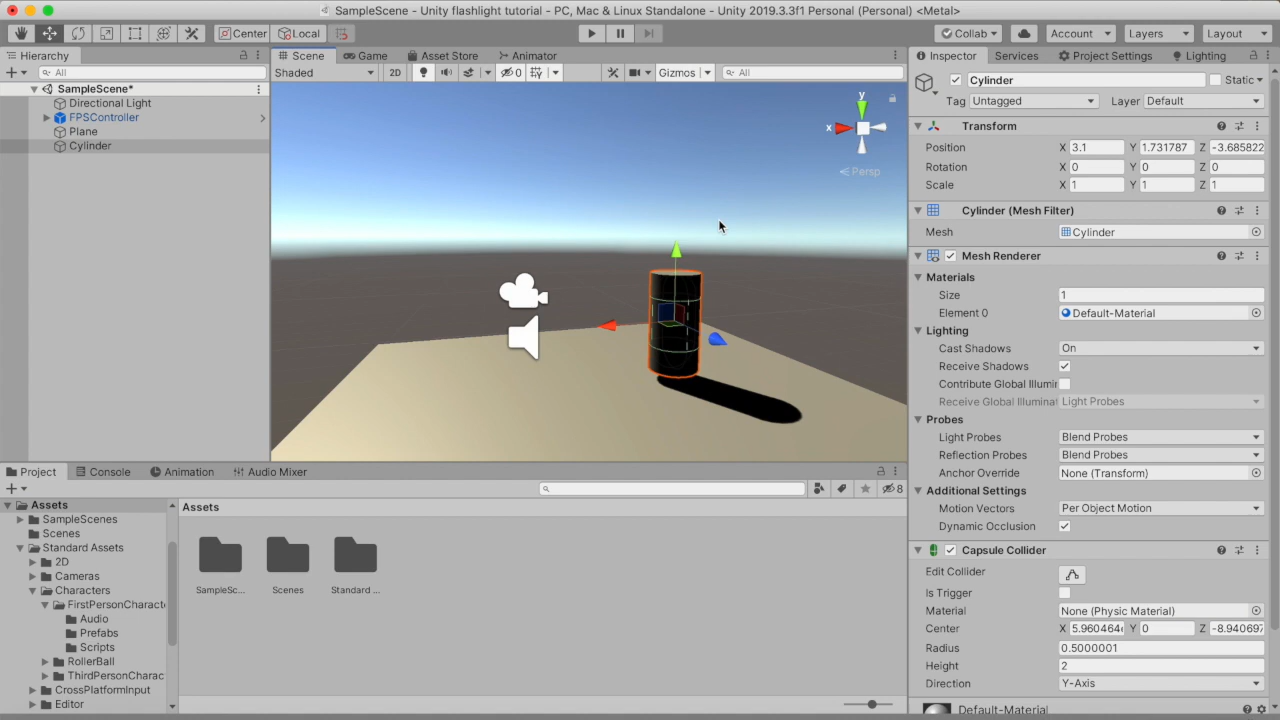 SampleScene - Unity flashlight tutorial - PC, Mac & Linux Standalone - Unity 2019.3.3f1 Personal (Personal) <Metal>
Center Local Collab Account Layers Layout
Hierarchy
All
SampleScene*
Directional Light
FPSController
Plane
Cylinder
Scene Game Asset Store Animator
Shaded 2D 0 Gizmos All
y
x
Persp
Project Console Animation Audio Mixer
8
Assets
SampleScenes
Scenes
Standard Assets
2D
Cameras
Characters
FirstPersonCharact
Audio
Prefabs
Scripts
RollerBall
ThirdPersonCharac
CrossPlatformInput
Editor
Assets
SampleSc... Scenes Standard ...
Inspector Services Project Settings Lighting
Cylinder Static
Tag Untagged Layer Default
Transform
Position X 3.1 Y 1.731787 Z -3.685822
Rotation X 0 Y 0 Z 0
Scale X 1 Y 1 Z 1
Cylinder (Mesh Filter)
Mesh Cylinder
Mesh Renderer
Materials
Size 1
Element 0 Default-Material
Lighting
Cast Shadows On
Receive Shadows
Contribute Global Illumin
Receive Global Illuminat Light Probes
Probes
Light Probes Blend Probes
Reflection Probes Blend Probes
Anchor Override None (Transform)
Additional Settings
Motion Vectors Per Object Motion
Dynamic Occlusion
Capsule Collider
Edit Collider
Is Trigger
Material None (Physic Material)
Center X 5.960464 Y 0 Z -8.94069
Radius 0.5000001
Height 2
Direction Y-Axis
Default-Material